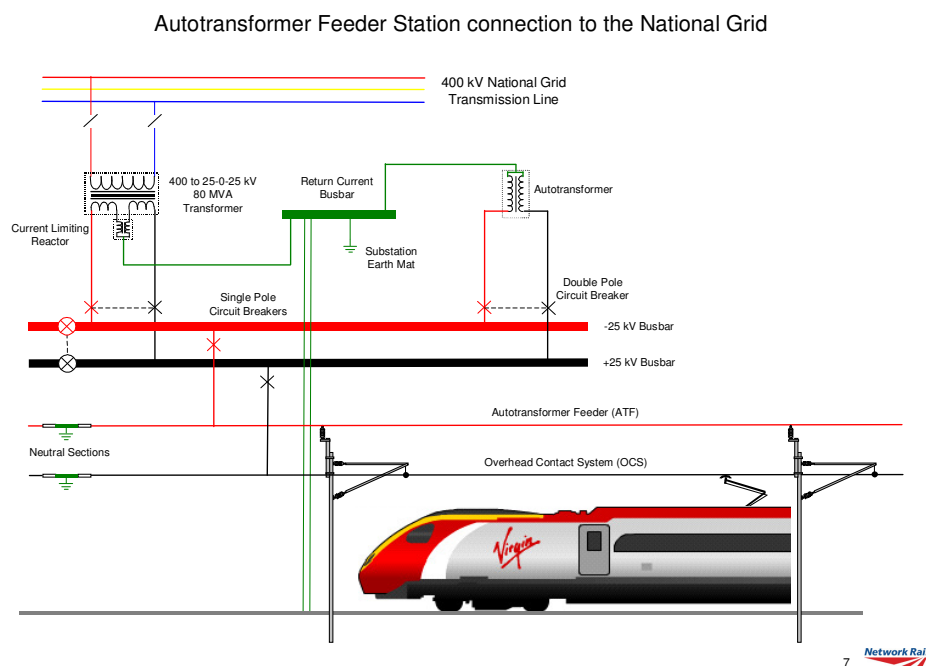 Autotransformer Feeder Station connection to the National Grid
400 kV National Grid
Transmission Line
400 to 25-0-25 kV
80 MVA
Transformer
Return Current
Busbar
Autotransformer
Current Limiting
Reactor
Substation
Earth Mat
Single Pole
Circuit Breakers
Double Pole
Circuit Breaker
-25 kV Busbar
+25 kV Busbar
Autotransformer Feeder (ATF)
Neutral Sections
Overhead Contact System (OCS)
Virgin
7
Network Rai